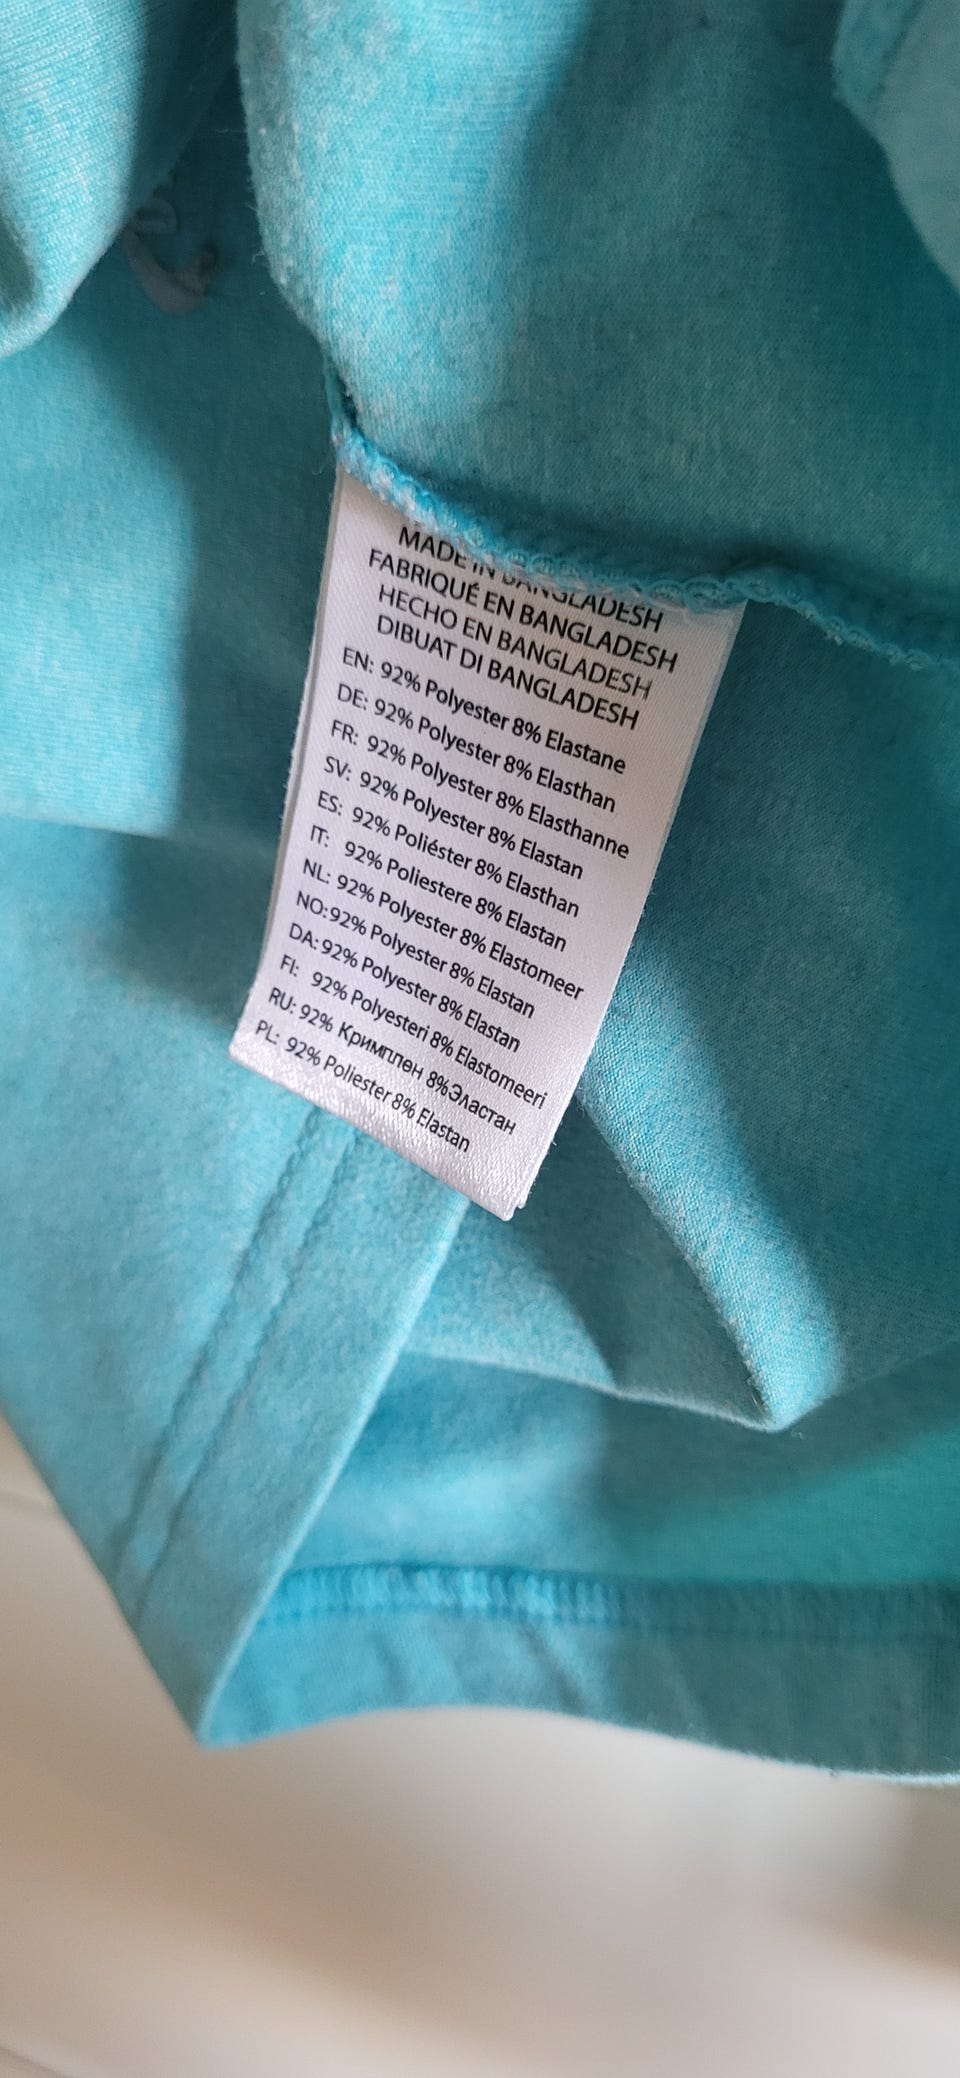 MADE IN BANGLADESH
FABRIQUÉ EN BANGLADESH
HECHO EN BANGLADESH
DIBUAT DI BANGLADESH
EN: 92% Polyester 8% Elastane
DE: 92% Polyester 8% Elasthan
FR: 92% Polyester 8% Elasthanne
SV: 92% Polyester 8% Elastan
ES: 92% Poliéster 8% Elasthan
IT: 92% Poliestere 8% Elastan
NL: 92% Polyester 8% Elastomeer
NO: 92% Polyester 8% Elastan
DA: 92% Polyester 8% Elastan
FI: 92% Polyesteri 8% Elastomeeri
RU: 92% Кримплөн 8%Эластан
PL: 92% Poliester 8% Elastan